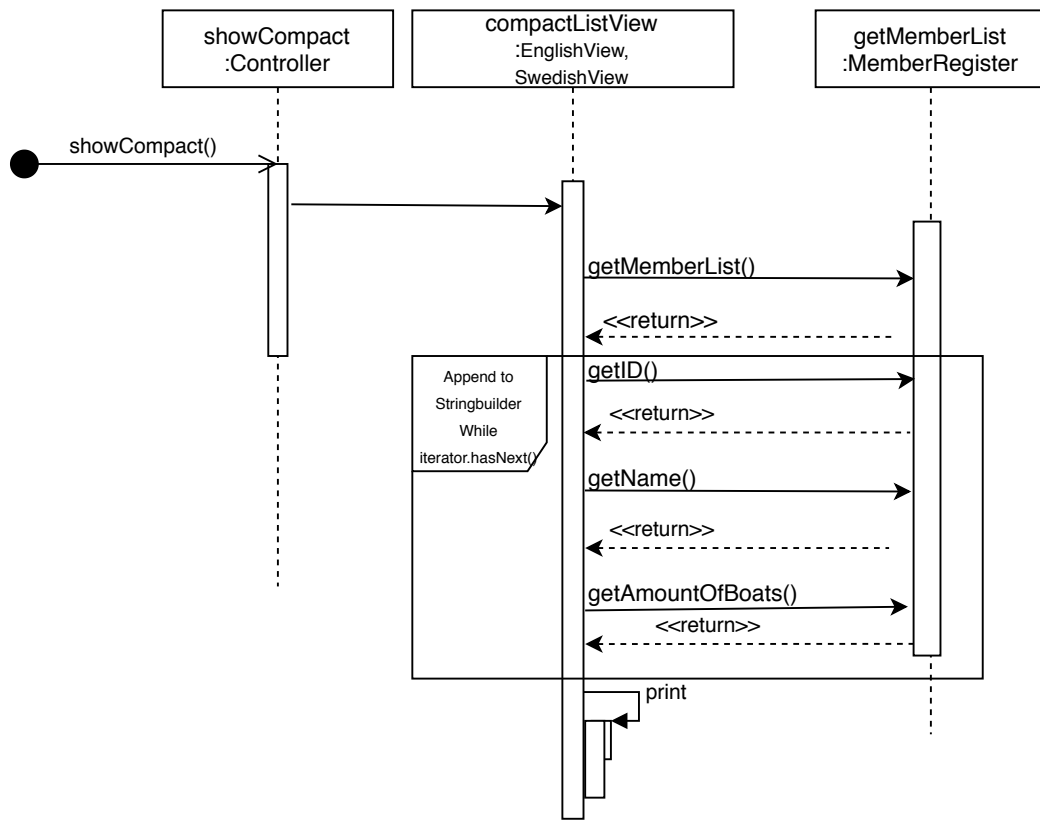 showCompact
:Controller
compactListView
:EnglishView,
SwedishView
getMemberList
:MemberRegister
showCompact()
getMemberList()
<<return>>
Append to
Stringbuilder
While
iterator.hasNext()
getID()
<<return>>
getName()
<<return>>
getAmountOfBoats()
<<return>>
print